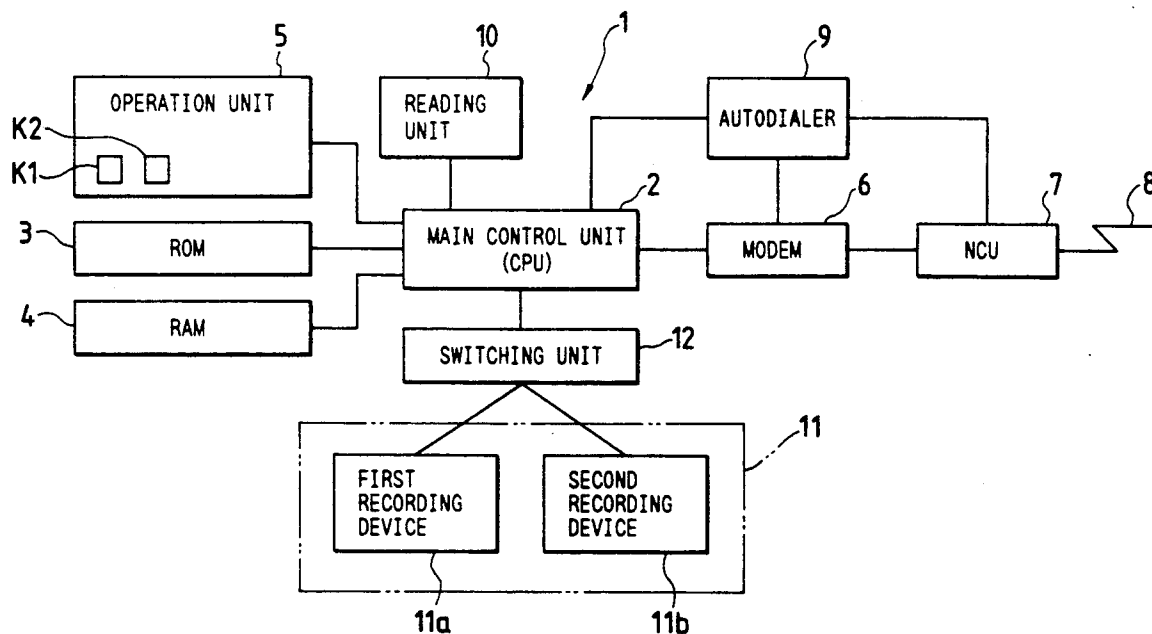 1
5
10
9
OPERATION UNIT
K2
K1
READING
UNIT
AUTODIALER
2
6
7
8
3
ROM
MAIN CONTROL UNIT
(CPU)
MODEM
NCU
4
RAM
12
SWITCHING UNIT
11
FIRST
RECORDING
DEVICE
SECOND
RECORDING
DEVICE
11a
11b